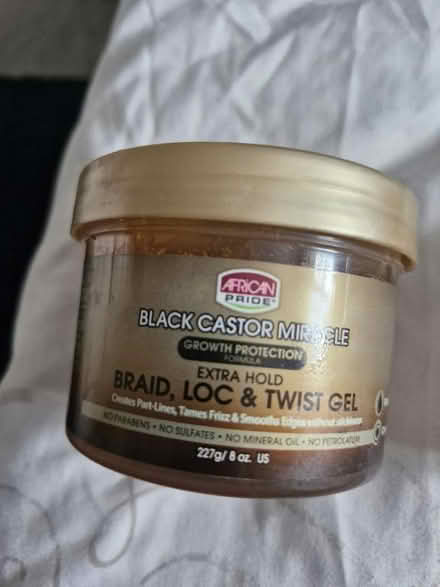 AFRICAN
PRIDE®
BLACK CASTOR MIRACLE
GROWTH PROTECTION
FORMULA
EXTRA HOLD
BRAID, LOC & TWIST GEL
Creates Part-Lines, Tames Frizz & Smooths Edges without
NO PARABENS • NO SULFATES • NO MINERAL OIL • NO PETROLATUM
227g/ 8 oz. US